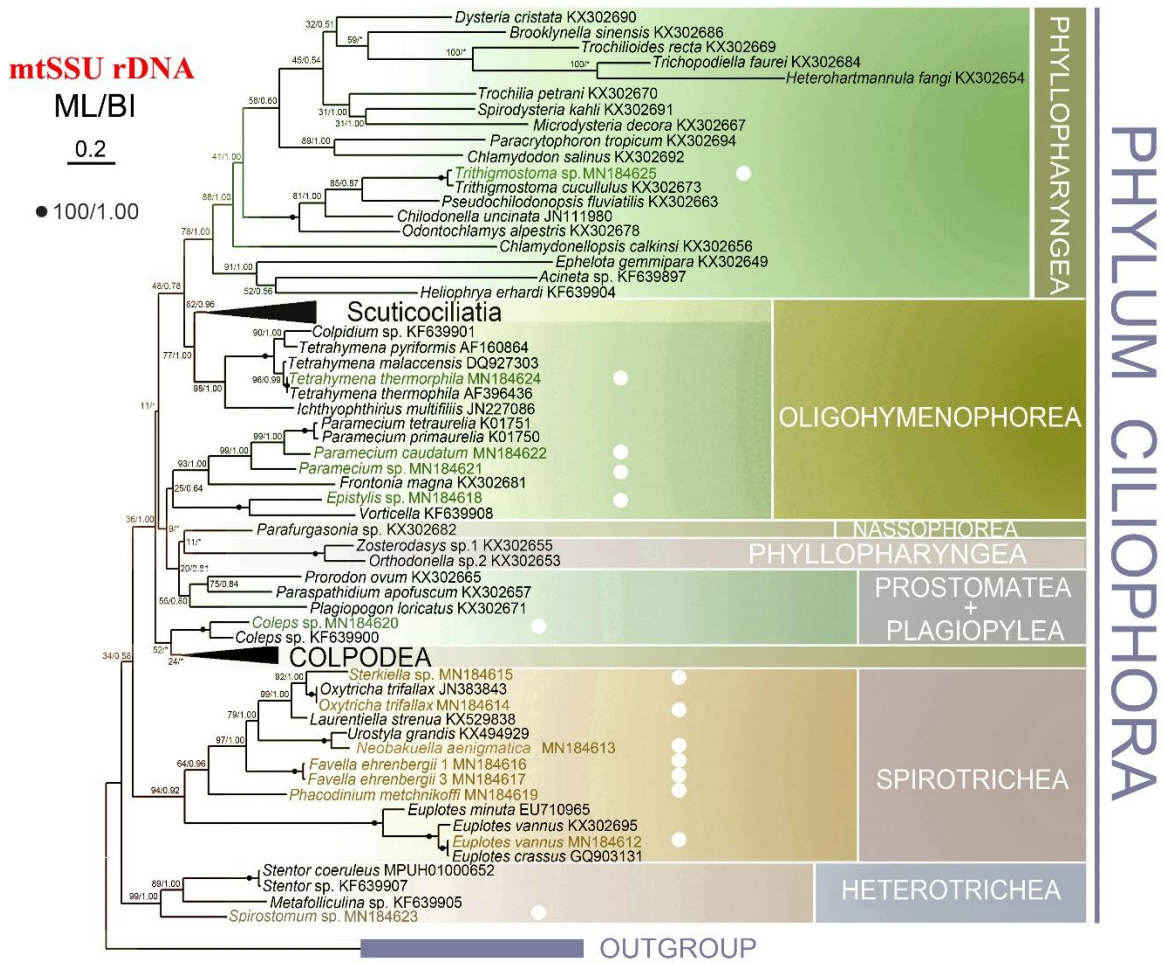 mtSSU rDNA
ML/BI
0.2
100/1.00
32/0.51
Dysteria cristata KX302690
59/*
Brooklynella sinensis KX302686
100/*
Trochilioides recta KX302669
45/0.54
100/*
Trichopodiella faurei KX302684
Heterohartmannula fangi KX302654
58/0.60
Trochilia petrani KX302670
31/1.00
Spirodysteria kahli KX302691
31/1.00
Microdysteria decora KX302667
89/1.00
Paracrytophoron tropicum KX302694
Chlamydodon salinus KX302692
41/1.00
Trithigmostoma sp. MN184625
85/0.87
Trithigmostoma cucullulus KX302673
81/1.00
Pseudochilodonopsis fluviatilis KX302663
88/1.00
Chilodonella uncinata JN111980
Odontochlamys alpestris KX302678
78/1.00
Chlamydonellopsis calkinsi KX302656
91/1.00
Ephelota gemmipara KX302649
Acineta sp. KF639897
52/0.56
Heliophrya erhardi KF639904
PHYLLOPHARYNGEA
48/0.78
62/0.96
Scuticociliatia
90/1.00
Colpidium sp. KF639901
Tetrahymena pyriformis AF160864
77/1.00
Tetrahymena malaccensis DQ927303
96/0.99
Tetrahymena thermorphila MN184624
98/1.00
Tetrahymena thermophila AF396436
Ichthyophthirius multifiliis JN227086
11/*
Paramecium tetraurelia K01751
99/1.00
Paramecium primaurelia K01750
99/1.00
Paramecium caudatum MN184622
93/1.00
Paramecium sp. MN184621
Frontonia magna KX302681
25/0.64
Epistylis sp. MN184618
Vorticella KF639908
OLIGOHYMENOPHOREA
36/1.00
9/*
Parafurgasonia sp. KX302682
NASSOPHOREA
11/*
Zosterodasys sp.1 KX302655
Orthodonella sp.2 KX302653
PHYLLOPHARYNGEA
20/0.81
75/0.84
Prorodon ovum KX302665
Paraspathidium apofuscum KX302657
55/0.80
Plagiopogon loricatus KX302671
Coleps sp. MN184620
Coleps sp. KF639900
PROSTOMATEA
+
PLAGIOPYLEA
52/*
24/*
COLPODEA
34/0.58
92/1.00
Sterkiella sp. MN184615
Oxytricha trifallax JN383843
99/1.00
Oxytricha trifallax MN184614
79/1.00
Laurentiella strenua KX529838
Urostyla grandis KX494929
97/1.00
Neobakuella aenigmatica MN184613
64/0.96
Favella ehrenbergii 1 MN184616
Favella ehrenbergii 3 MN184617
94/0.92
Phacodinium metchnikoffi MN184619
Euplotes minuta EU710965
Euplotes vannus KX302695
Euplotes vannus MN184612
Euplotes crassus GQ903131
SPIROTRICHEA
Stentor coeruleus MPUH01000652
89/1.00
Stentor sp. KF639907
99/1.00
Metafolliculina sp. KF639905
Spirostomum sp. MN184623
HETEROTRICHEA
PHYLUM CILIOPHORA
OUTGROUP